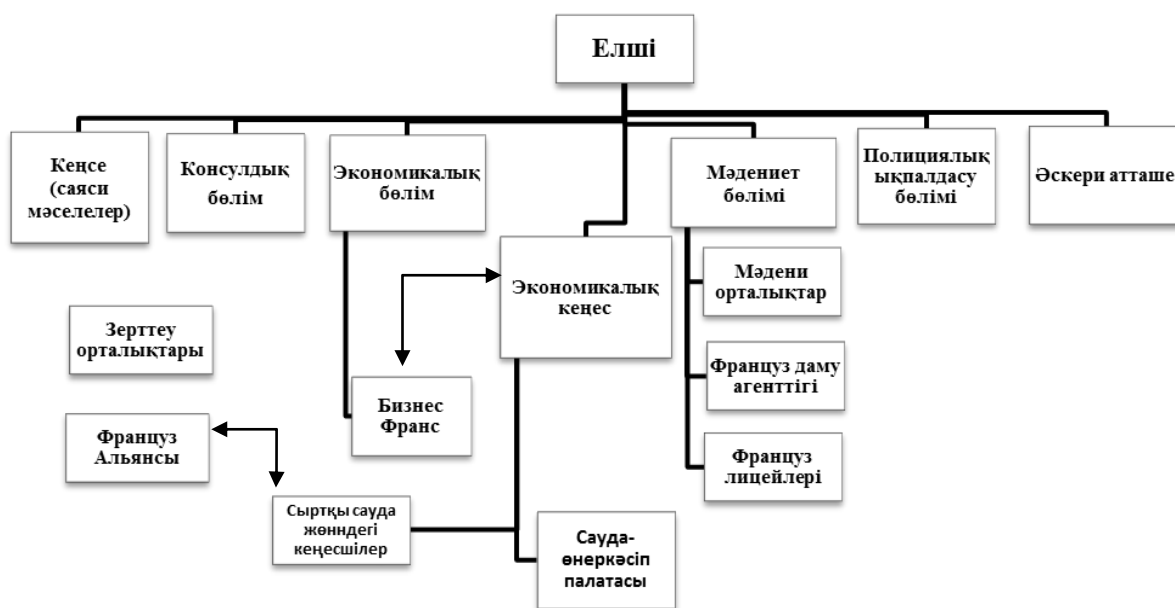 Елші
Кеңсе
(саяси
мәселелер)
Консулдық
бөлім
Экономикалық
бөлім
Мәдениет
бөлімі
Полициялық
ықпалдасу
бөлімі
Әскери атташе
Экономикалық
кеңес
Мәдени
орталықтар
Зерттеу
орталықтары
Француз даму
агенттігі
Бизнес
Франс
Француз
Альянсы
Француз
лицейлері
Сыртқы сауда
жөнндегі
кеңесшілер
Сауда-
өнеркәсіп
палатасы